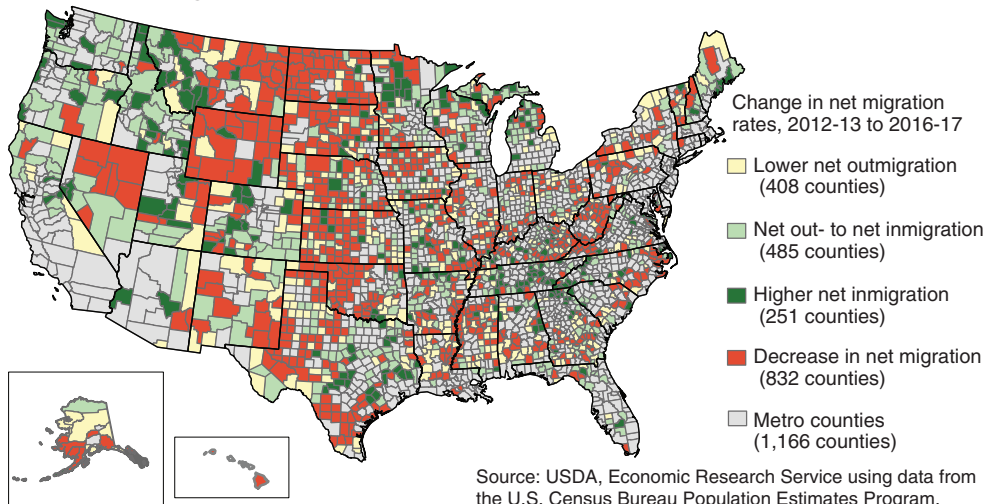 Change in net migration
rates, 2012-13 to 2016-17
Lower net outmigration
(408 counties)
Net out- to net inmigration
(485 counties)
Higher net inmigration
(251 counties)
Decrease in net migration
(832 counties)
Metro counties
(1,166 counties)
Source: USDA, Economic Research Service using data from
the U.S. Census Bureau Population Estimates Program.